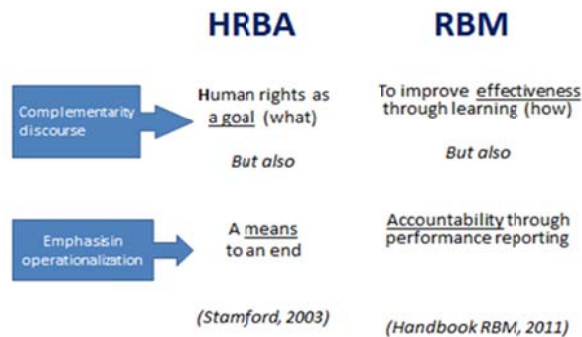 HRBA
RBM
Complementarity
discourse
Human rights as
a goal (what)
But also
To improve effectiveness
through learning (how)
But also
Emphasisin
operationalization
A means
to an end
Accountability through
performance reporting
(Stamford, 2003)
(Handbook RBM, 2011)